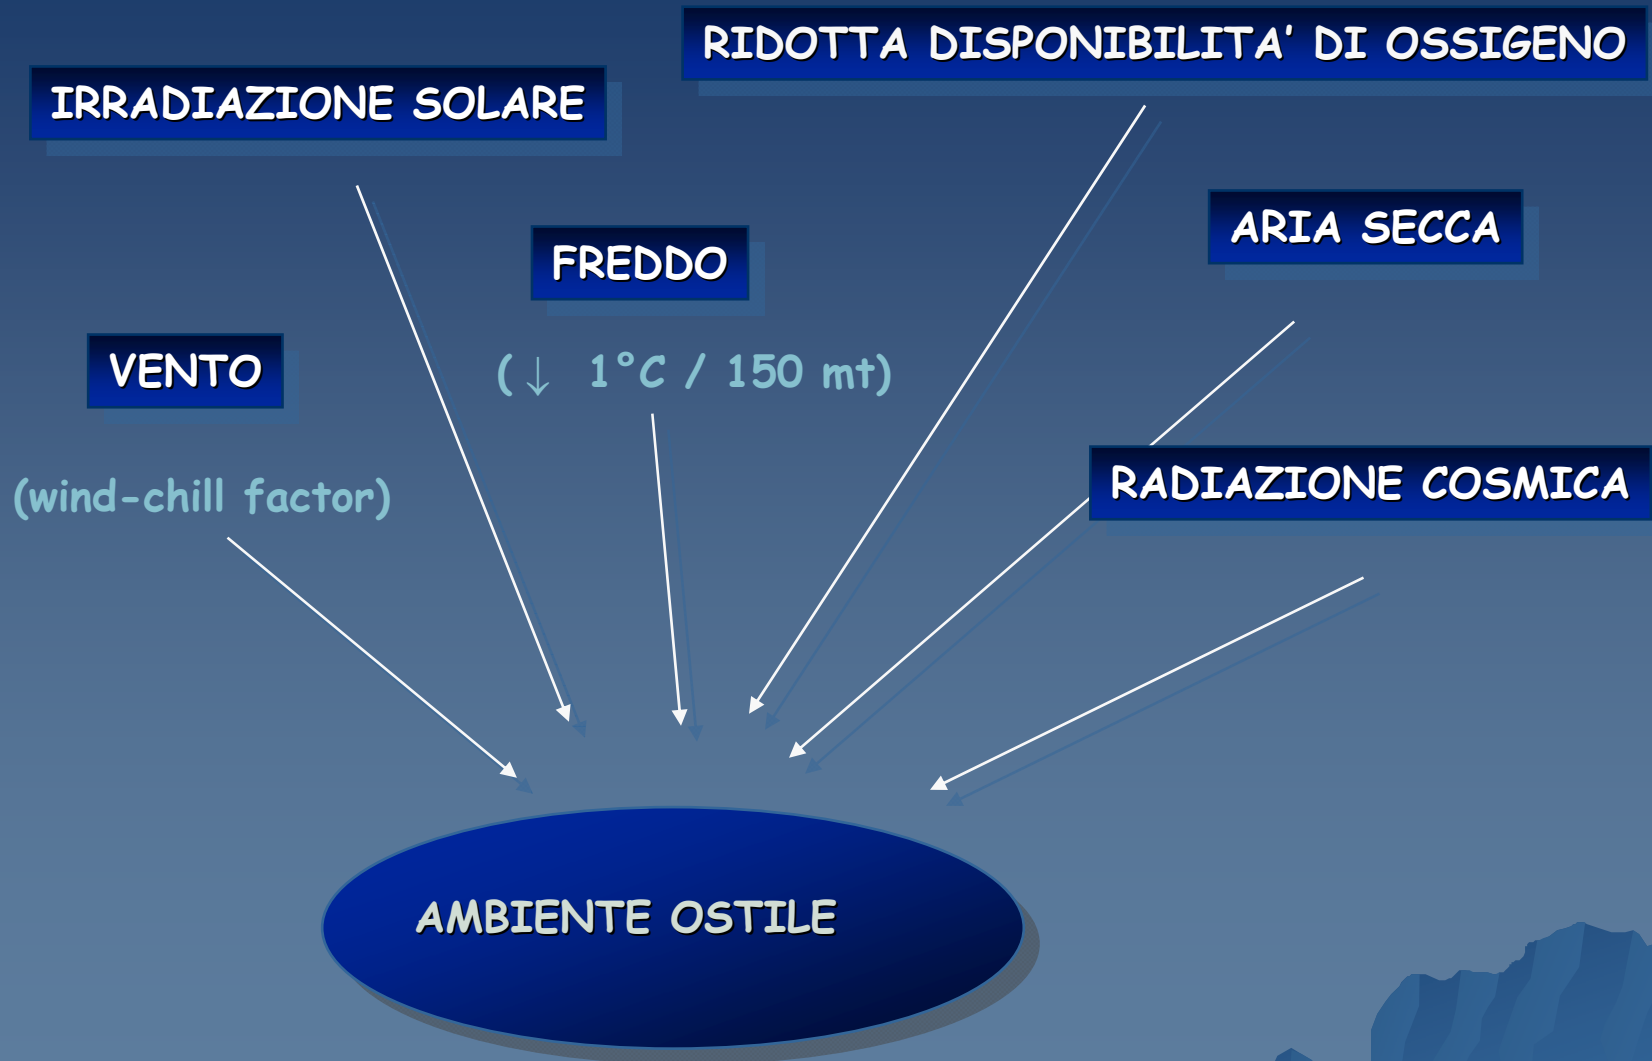 RIDOTTA DISPONIBILITA' DI OSSIGENO
IRRADIAZIONE SOLARE
ARIA SECCA
FREDDO
(↓ 1°C / 150 mt)
VENTO
(wind-chill factor)
RADIAZIONE COSMICA
AMBIENTE OSTILE